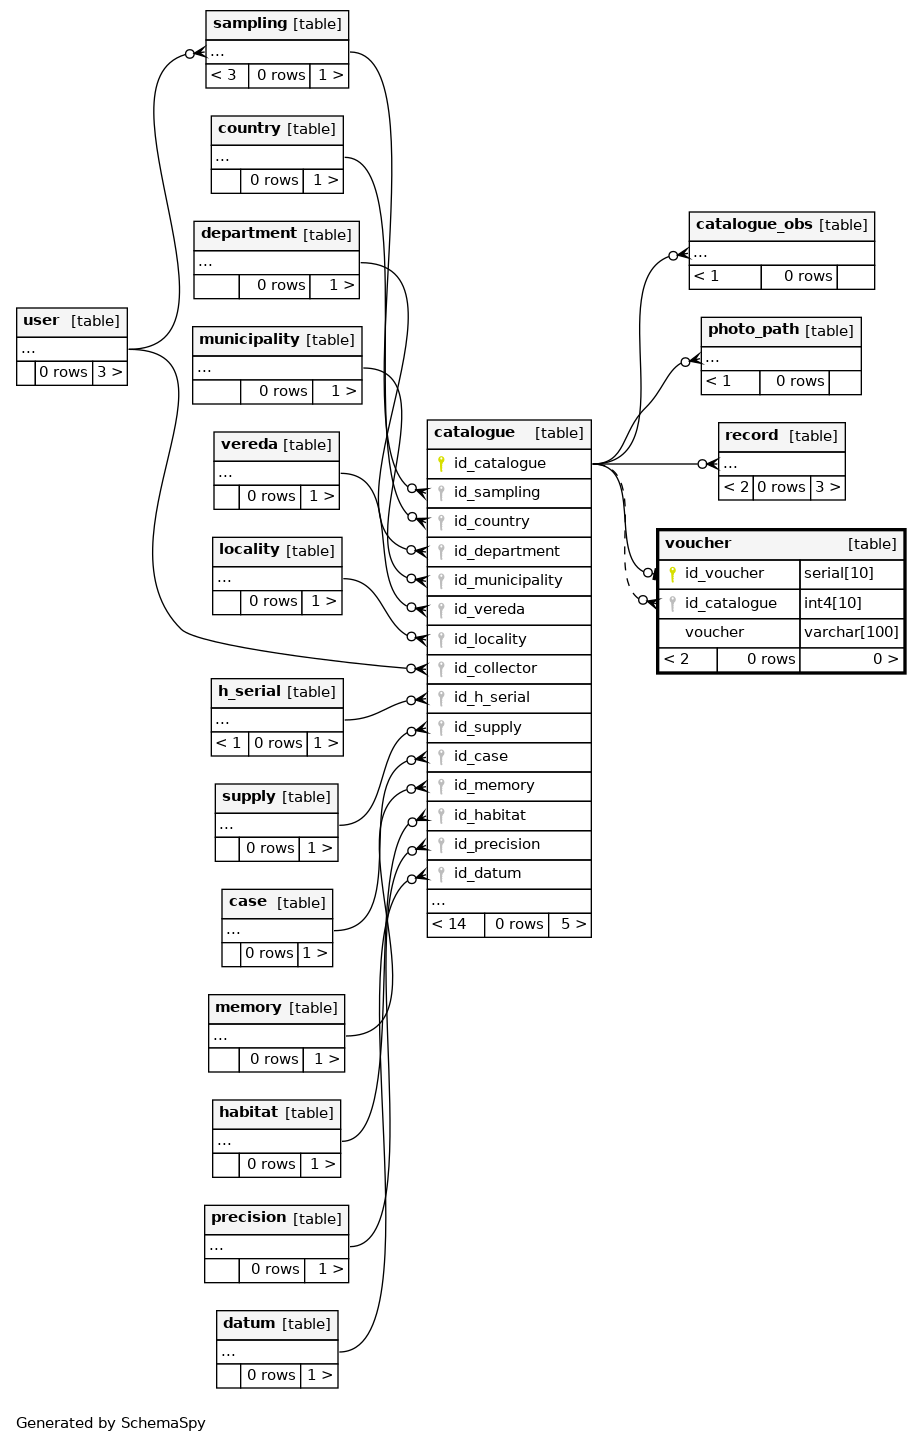 sampling [table]
...
< 3 0 rows 1 >
country [table]
...
0 rows 1 >
department [table]
...
0 rows 1 >
municipality [table]
...
0 rows 1 >
user [table]
...
0 rows 3 >
vereda [table]
...
0 rows 1 >
locality [table]
...
0 rows 1 >
h_serial [table]
...
< 1 0 rows 1 >
supply [table]
...
0 rows 1 >
case [table]
...
0 rows 1 >
memory [table]
...
0 rows 1 >
habitat [table]
...
0 rows 1 >
precision [table]
...
0 rows 1 >
datum [table]
...
0 rows 1 >
catalogue [table]
id_catalogue
id_sampling
id_country
id_department
id_municipality
id_vereda
id_locality
id_collector
id_h_serial
id_supply
id_case
id_memory
id_habitat
id_precision
id_datum
...
< 14 0 rows 5 >
catalogue_obs [table]
...
< 1 0 rows
photo_path [table]
...
< 1 0 rows
record [table]
...
< 2 0 rows 3 >
voucher [table]
id_voucher serial[10]
id_catalogue int4[10]
voucher varchar[100]
< 2 0 rows 0 >
Generated by SchemaSpy